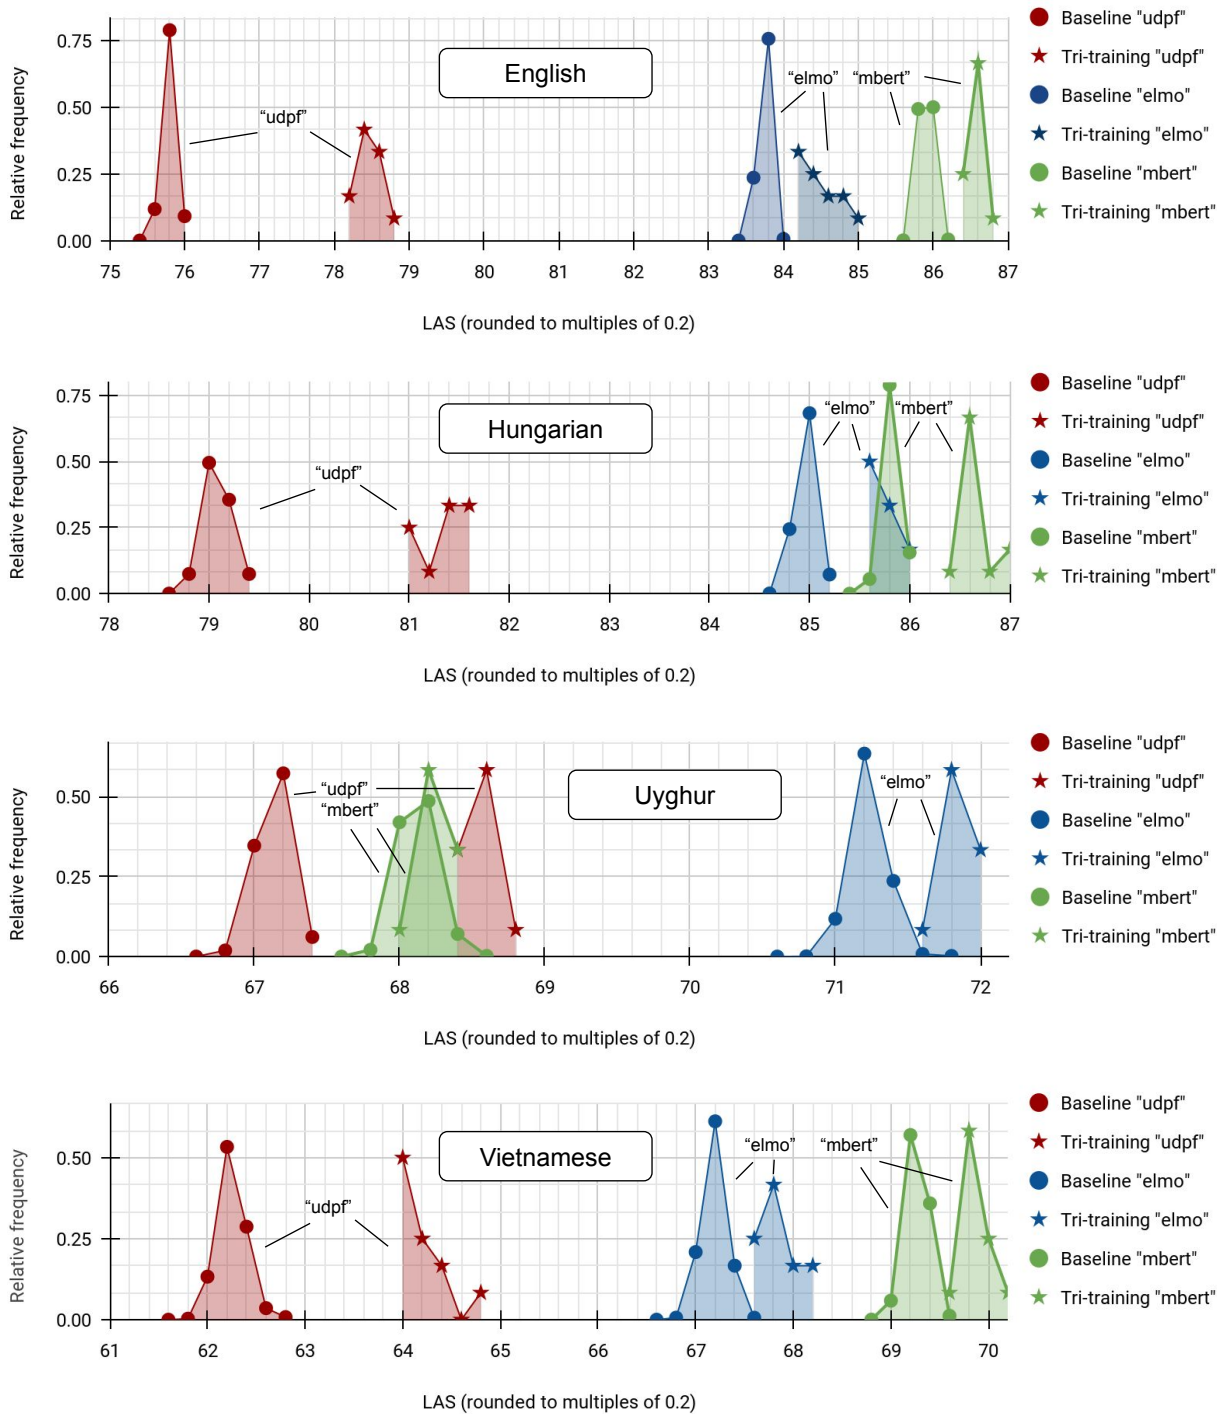 0.75
0.50
0.25
0.00
Relative frequency
English
“udpf”
“elmo”
“mbert”
75 76 77 78 79 80 81 82 83 84 85 86 87
LAS (rounded to multiples of 0.2)
Baseline "udpf"
Tri-training "udpf"
Baseline "elmo"
Tri-training "elmo"
Baseline "mbert"
Tri-training "mbert"
0.75
0.50
0.25
0.00
Relative frequency
Hungarian
“udpf”
“elmo”
“mbert”
78 79 80 81 82 83 84 85 86 87
LAS (rounded to multiples of 0.2)
Baseline "udpf"
Tri-training "udpf"
Baseline "elmo"
Tri-training "elmo"
Baseline "mbert"
Tri-training "mbert"
0.50
0.25
0.00
Relative frequency
Uyghur
“udpf”
“mbert”
“elmo”
66 67 68 69 70 71 72
LAS (rounded to multiples of 0.2)
Baseline "udpf"
Tri-training "udpf"
Baseline "elmo"
Tri-training "elmo"
Baseline "mbert"
Tri-training "mbert"
0.50
0.25
0.00
Relative frequency
Vietnamese
“udpf”
“elmo”
“mbert”
61 62 63 64 65 66 67 68 69 70
LAS (rounded to multiples of 0.2)
Baseline "udpf"
Tri-training "udpf"
Baseline "elmo"
Tri-training "elmo"
Baseline "mbert"
Tri-training "mbert"